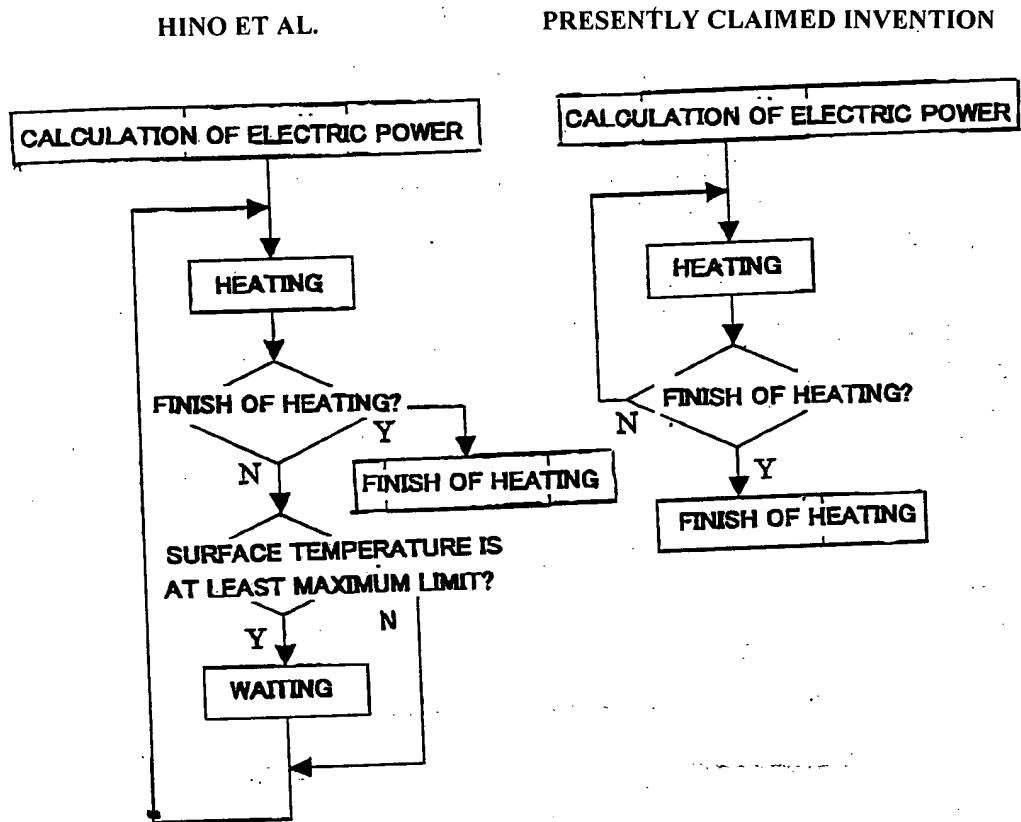 HINO ET AL.
CALCULATION OF ELECTRIC POWER
HEATING
FINISH OF HEATING?
Y
FINISH OF HEATING
N
SURFACE TEMPERATURE IS
AT LEAST MAXIMUM LIMIT?
N
Y
WAITING
PRESENTLY CLAIMED INVENTION
CALCULATION OF ELECTRIC POWER
HEATING
FINISH OF HEATING?
N
Y
FINISH OF HEATING